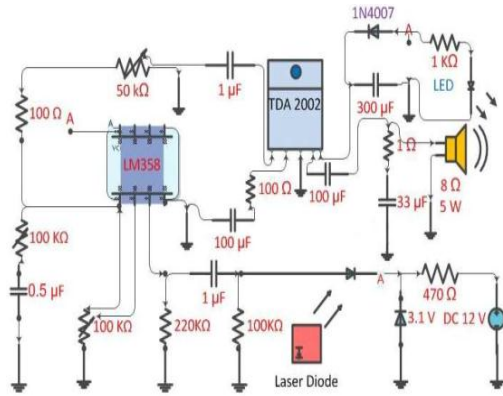 1N4007
A
1 KΩ
LED
50 kΩ
1 µF
TDA 2002
300 µF
100 Ω
A
A
LM358
100 Ω
100 µF
1 Ω
8 Ω
5 W
100 µF
33 µF
100 KΩ
0.5 µF
100 KΩ
220KΩ
1 µF
100KΩ
A
470 Ω
3.1 V
DC 12 V
Laser Diode